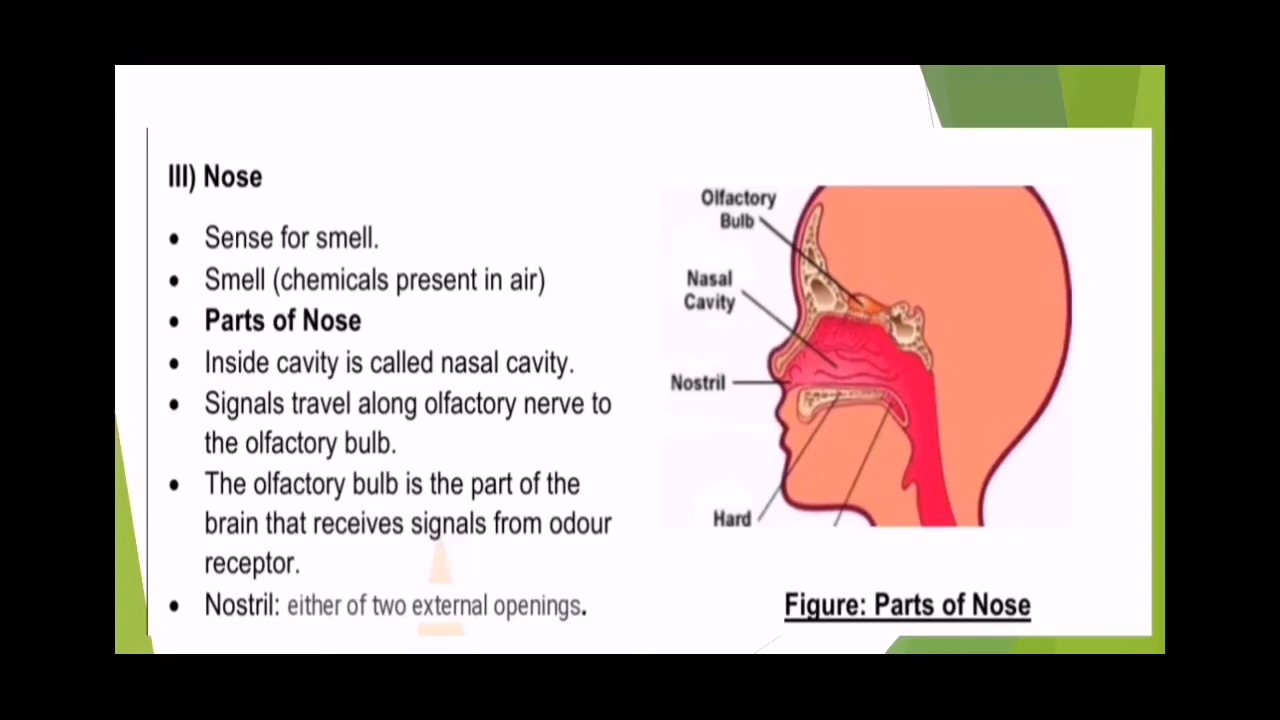 III) Nose
• Sense for smell.
• Smell (chemicals present in air)
• Parts of Nose
• Inside cavity is called nasal cavity.
• Signals travel along olfactory nerve to
the olfactory bulb.
• The olfactory bulb is the part of the
brain that receives signals from odour
receptor.
• Nostril: either of two external openings.
Olfactory
Bulb
Nasal
Cavity
Nostril
Hard
Figure: Parts of Nose